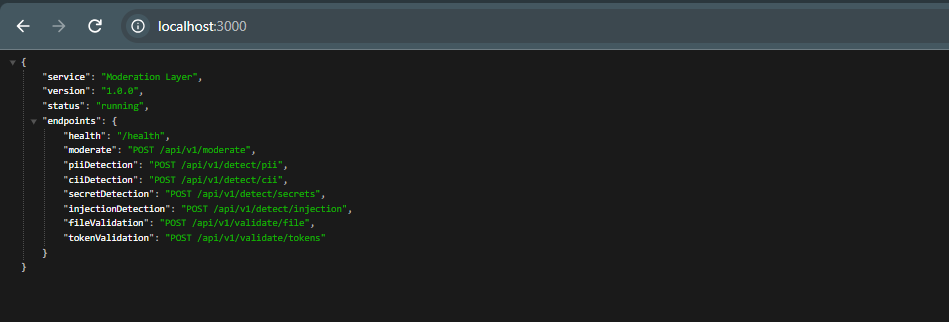 localhost:3000
{
"service": "Moderation Layer",
"version": "1.0.0",
"status": "running",
"endpoints": {
"health": "/health",
"moderate": "POST /api/v1/moderate",
"piiDetection": "POST /api/v1/detect/pii",
"ciiDetection": "POST /api/v1/detect/cii",
"secretDetection": "POST /api/v1/detect/secrets",
"injectionDetection": "POST /api/v1/detect/injection",
"fileValidation": "POST /api/v1/validate/file",
"tokenValidation": "POST /api/v1/validate/tokens"
}
}